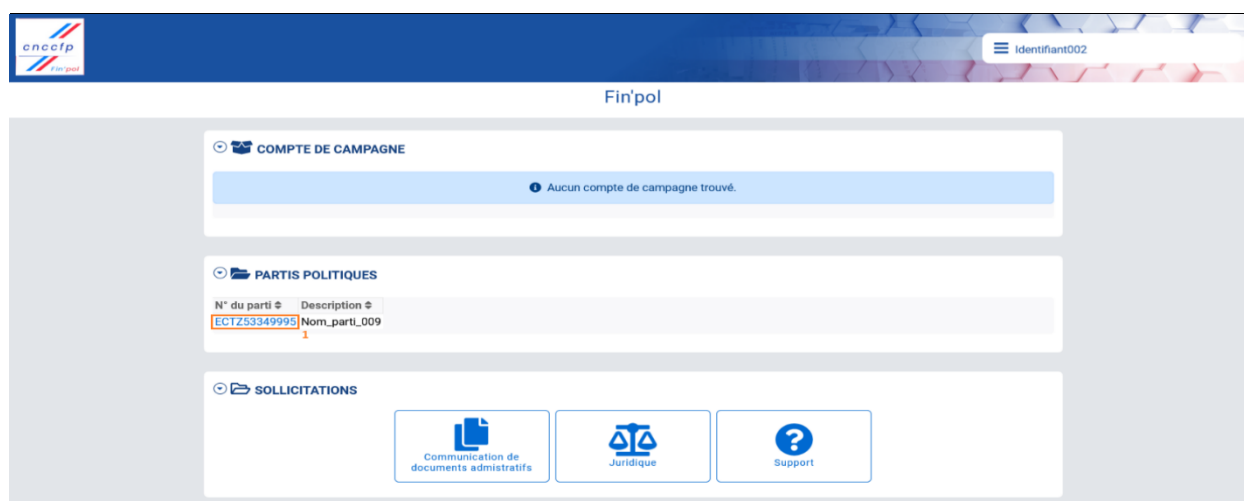 cnccfp
Fin'pol
Identifiant002
Fin'pol
COMPTE DE CAMPAGNE
Aucun compte de campagne trouvé.
PARTIS POLITIQUES
N° du parti Description
ECTZ53349995 Nom_parti_009
1
SOLLICITATIONS
Communication de
documents admistratifs
Juridique
Support